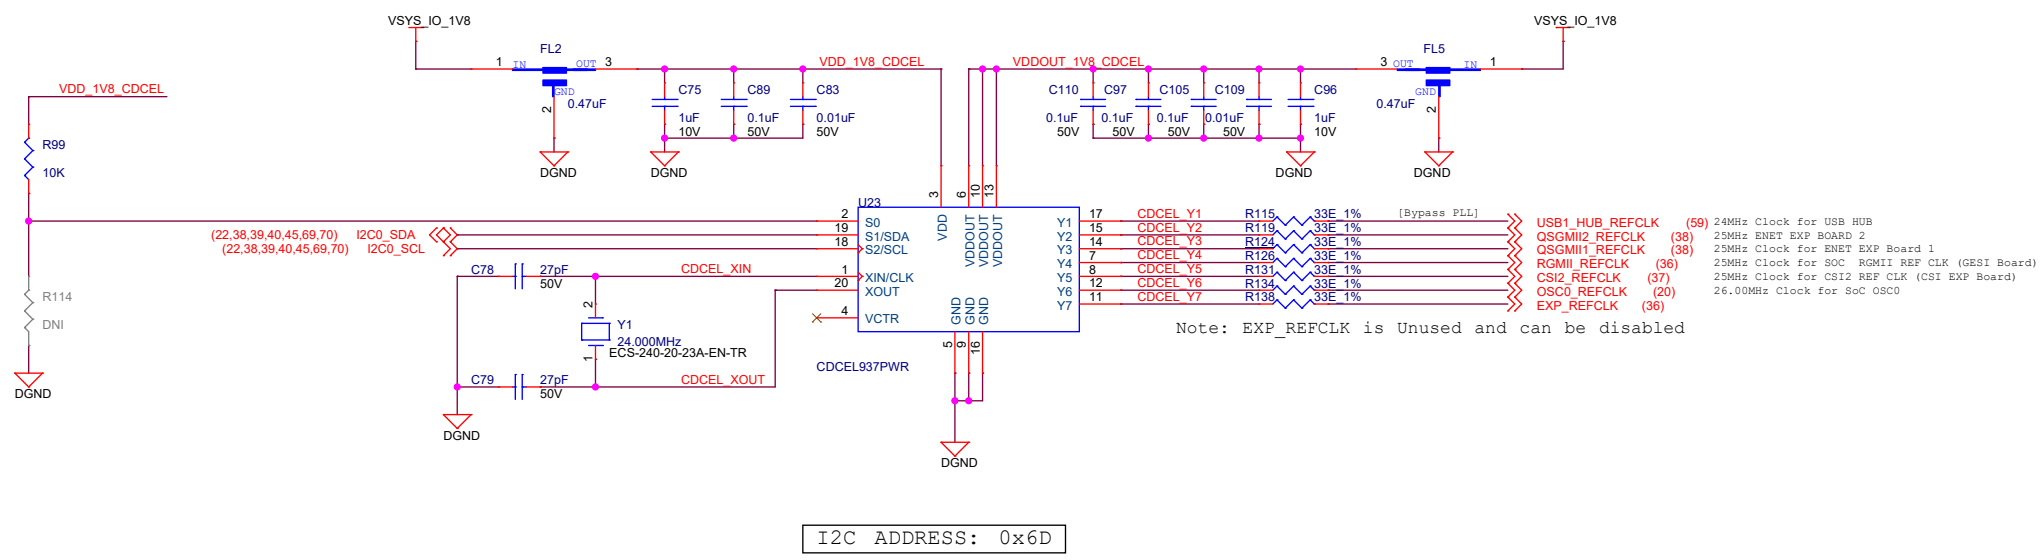 VSYS_IO_1V8
VSYS_IO_1V8
FL2
FL5
1 IN OUT 3
VDD_1V8_CDCEL
VDDOUT_1V8_CDCEL
3 OUT IN 1
GND
2
0.47uF
GND
2
0.47uF
VDD_1V8_CDCEL
C75
1uF
10V
C89
0.1uF
50V
C83
0.01uF
50V
C110
0.1uF
50V
C97
0.1uF
50V
C105
0.1uF
50V
C109
0.01uF
50V
C96
1uF
10V
R99
10K
DGND
DGND
DGND
DGND
U23
3
6
10
13
VDD
VDDOUT
VDDOUT
VDDOUT
2 S0
(22,38,39,40,45,69,70) I2C0_SDA 19 S1/SDA
(22,38,39,40,45,69,70) I2C0_SCL 18 S2/SCL
C78 27pF CDCEL_XIN 1 XIN/CLK
50V
20 XOUT
4 VCTR
Y1 17 CDCEL_Y1 R115 33E_1% [Bypass PLL] USB1_HUB_REFCLK (59) 24MHz Clock for USB HUB
Y2 15 CDCEL_Y2 R119 33E_1% QSGMII2_REFCLK (38) 25MHz ENET EXP BOARD 2
Y3 14 CDCEL_Y3 R124 33E_1% QSGMII1_REFCLK (38) 25MHz Clock for ENET EXP Board 1
Y4 7 CDCEL_Y4 R126 33E_1% RGMII_REFCLK (36) 25MHz Clock for SOC RGMII REF CLK (GESI Board)
Y5 8 CDCEL_Y5 R131 33E_1% CSI2_REFCLK (37) 25MHz Clock for CSI2 REF CLK (CSI EXP Board)
Y6 12 CDCEL_Y6 R134 33E_1% OSC0_REFCLK (20) 26.00MHz Clock for SoC OSC0
Y7 11 CDCEL_Y7 R138 33E_1% EXP_REFCLK (36)
Note: EXP_REFCLK is Unused and can be disabled
R114
DNI
DGND
2
Y1
24.000MHz
ECS-240-20-23A-EN-TR
1
GND
GND
GND
5
9
16
CDCEL937PWR
C79 27pF CDCEL_XOUT
50V
DGND
DGND
I2C ADDRESS: 0x6D